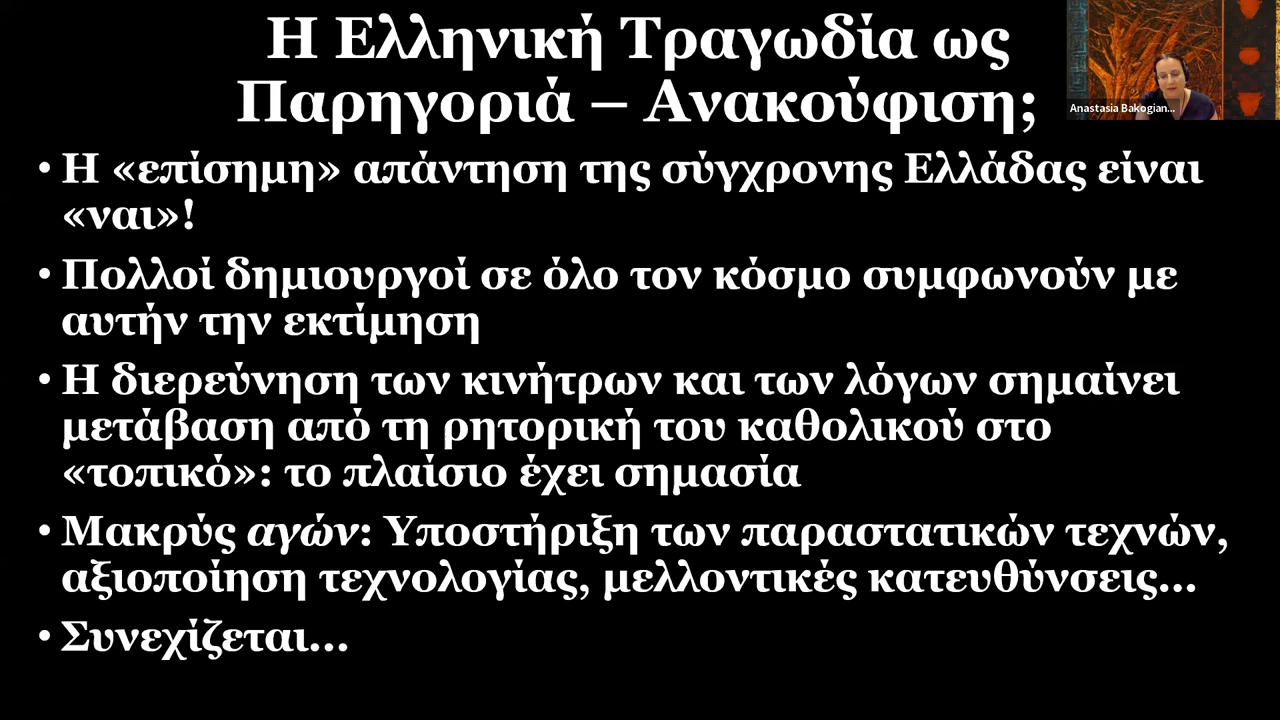 Η Ελληνική Τραγωδία ως
Παρηγοριά – Ανακούφιση;
Anastasia Bakogian...
• Η «επίσημη» απάντηση της σύγχρονης Ελλάδας είναι
«ναι»!
• Πολλοί δημιουργοί σε όλο τον κόσμο συμφωνούν με
αυτήν την εκτίμηση
• Η διερεύνηση των κινήτρων και των λόγων σημαίνει
μετάβαση από τη ρητορική του καθολικού στο
«τοπικό»: το πλαίσιο έχει σημασία
• Μακρύς αγών: Υποστήριξη των παραστατικών τεχνών,
αξιοποίηση τεχνολογίας, μελλοντικές κατευθύνσεις...
• Συνεχίζεται...